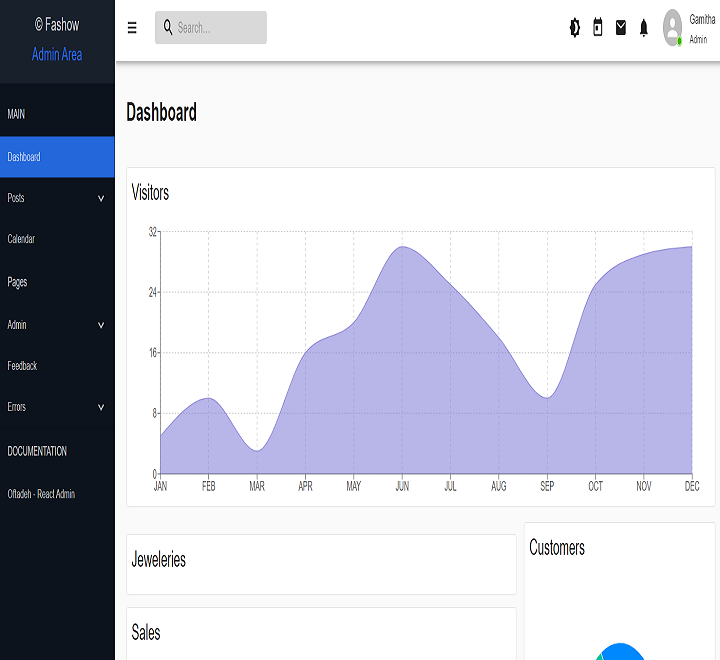 © Fashow
Admin Area
Search...
Gamitha
Admin
MAIN
Dashboard
Posts
Calendar
Pages
Admin
Feedback
Errors
DOCUMENTATION
Oftadeh - React Admin
Dashboard
Visitors
32
24
16
8
0
JAN FEB MAR APR MAY JUN JUL AUG SEP OCT NOV DEC
Jeweleries
Customers
Sales